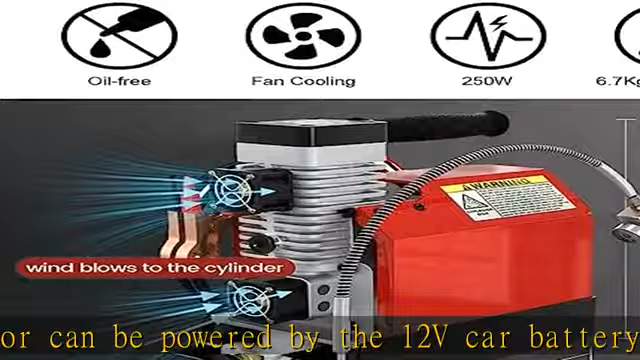 Oil-free
Fan Cooling
250W
6.7Kg
WARNING
wind blows to the cylinder
or can be powered by the 12V car battery